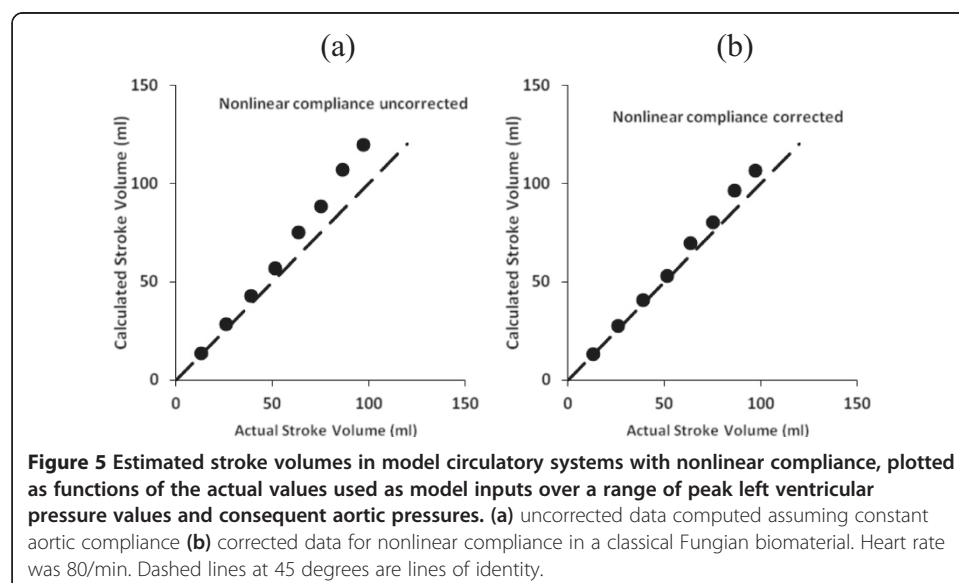 (a)
(b)
150
100
50
0
Calculated Stroke Volume (ml)
Nonlinear compliance uncorrected
0 50 100 150
Actual Stroke Volume (ml)
150
100
50
0
Calculated Stroke Volume (ml)
Nonlinear compliance corrected
0 50 100 150
Actual Stroke Volume (ml)
Figure 5 Estimated stroke volumes in model circulatory systems with nonlinear compliance, plotted
as functions of the actual values used as model inputs over a range of peak left ventricular
pressure values and consequent aortic pressures. (a) uncorrected data computed assuming constant
aortic compliance (b) corrected data for nonlinear compliance in a classical Fungian biomaterial. Heart rate
was 80/min. Dashed lines at 45 degrees are lines of identity.